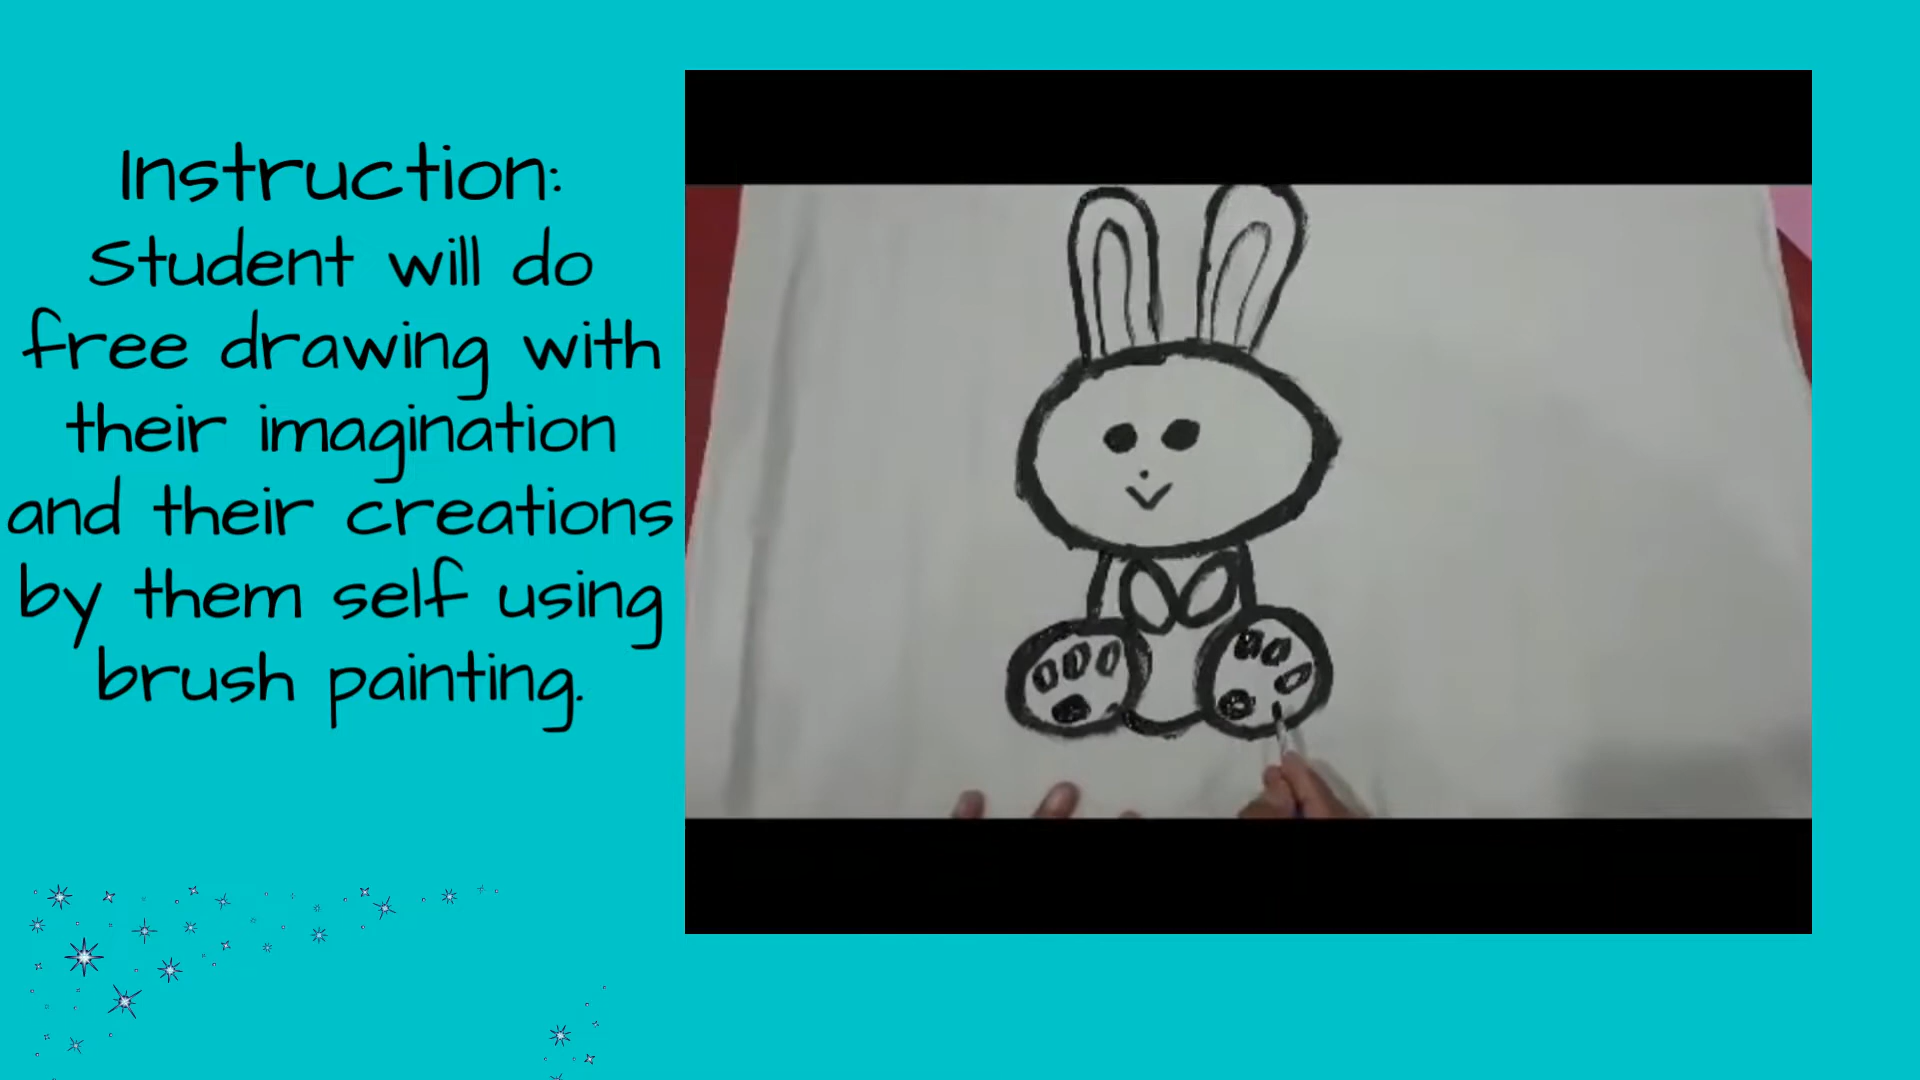 Instruction:
Student will do
free drawing with
their imagination
and their creations
by them self using
brush painting.